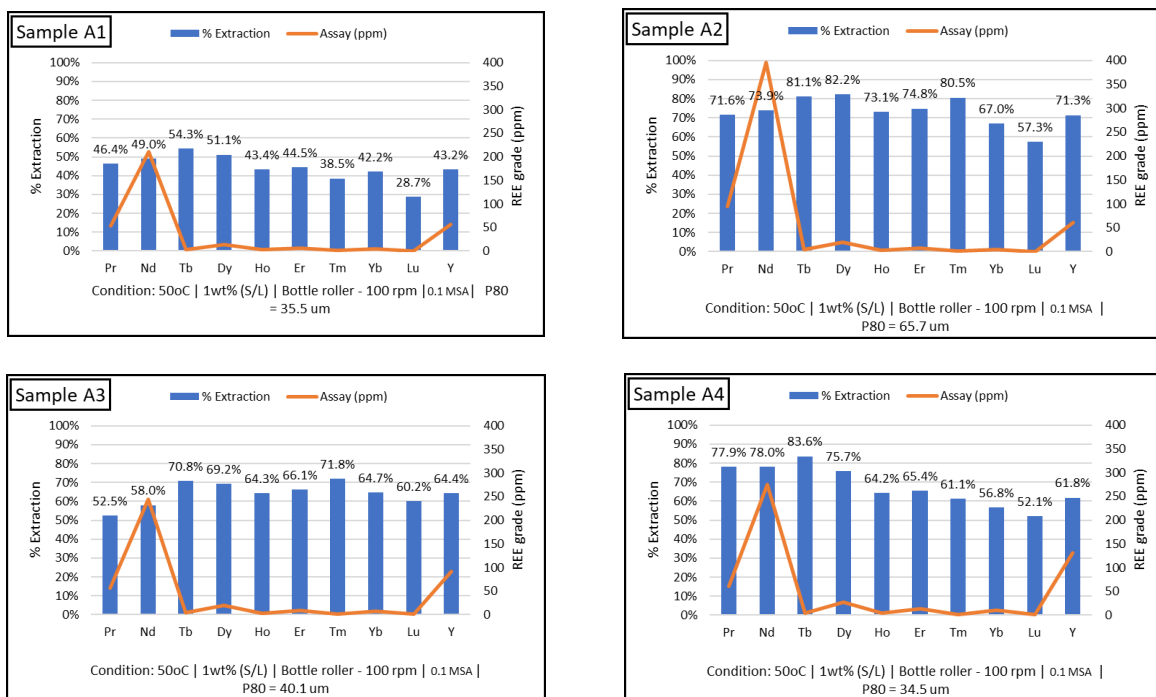 Sample A1
% Extraction Assay (ppm)
100%
90%
80%
70%
60%
50%
40%
30%
20%
10%
0%
% Extraction
46.4% 49.0% 54.3% 51.1% 43.4% 44.5% 38.5% 42.2% 28.7% 43.2%
400
350
300
250
200
150
100
50
0
REE grade (ppm)
Pr Nd Tb Dy Ho Er Tm Yb Lu Y
Condition: 50oC | 1wt% (S/L) | Bottle roller - 100 rpm |0.1 MSA| P80
= 35.5 um
Sample A2
% Extraction Assay (ppm)
100%
90%
80%
70%
60%
50%
40%
30%
20%
10%
0%
% Extraction
71.6% 73.9% 81.1% 82.2% 73.1% 74.8% 80.5% 67.0% 57.3% 71.3%
400
350
300
250
200
150
100
50
0
REE grade (ppm)
Pr Nd Tb Dy Ho Er Tm Yb Lu Y
Condition: 50oC | 1wt% (S/L) | Bottle roller - 100 rpm | 0.1 MSA |
P80 = 65.7 um
Sample A3
% Extraction Assay (ppm)
100%
90%
80%
70%
60%
50%
40%
30%
20%
10%
0%
% Extraction
52.5% 58.0% 70.8% 69.2% 64.3% 66.1% 71.8% 64.7% 60.2% 64.4%
400
350
300
250
200
150
100
50
0
REE grade (ppm)
Pr Nd Tb Dy Ho Er Tm Yb Lu Y
Condition: 50oC | 1wt% (S/L) | Bottle roller - 100 rpm | 0.1 MSA |
P80 = 40.1 um
Sample A4
% Extraction Assay (ppm)
100%
90%
80%
70%
60%
50%
40%
30%
20%
10%
0%
% Extraction
77.9% 78.0% 83.6% 75.7% 64.2% 65.4% 61.1% 56.8% 52.1% 61.8%
400
350
300
250
200
150
100
50
0
REE grade (ppm)
Pr Nd Tb Dy Ho Er Tm Yb Lu Y
Condition: 50oC | 1wt% (S/L) | Bottle roller - 100 rpm | 0.1 MSA |
P80 = 34.5 um